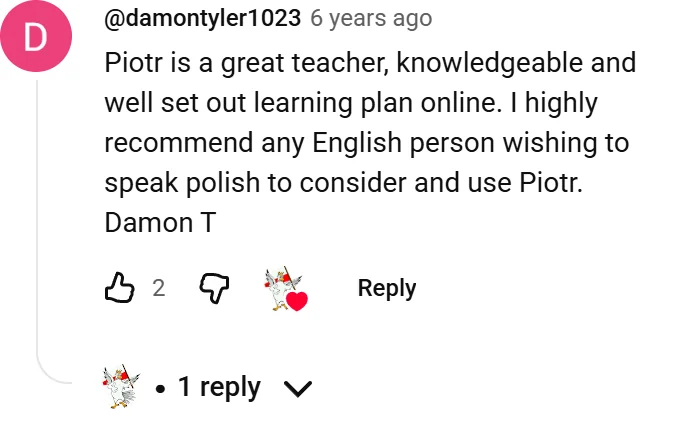 D
@damontyler1023 6 years ago
Piotr is a great teacher, knowledgeable and
well set out learning plan online. I highly
recommend any English person wishing to
speak polish to consider and use Piotr.
Damon T
2 Reply
• 1 reply